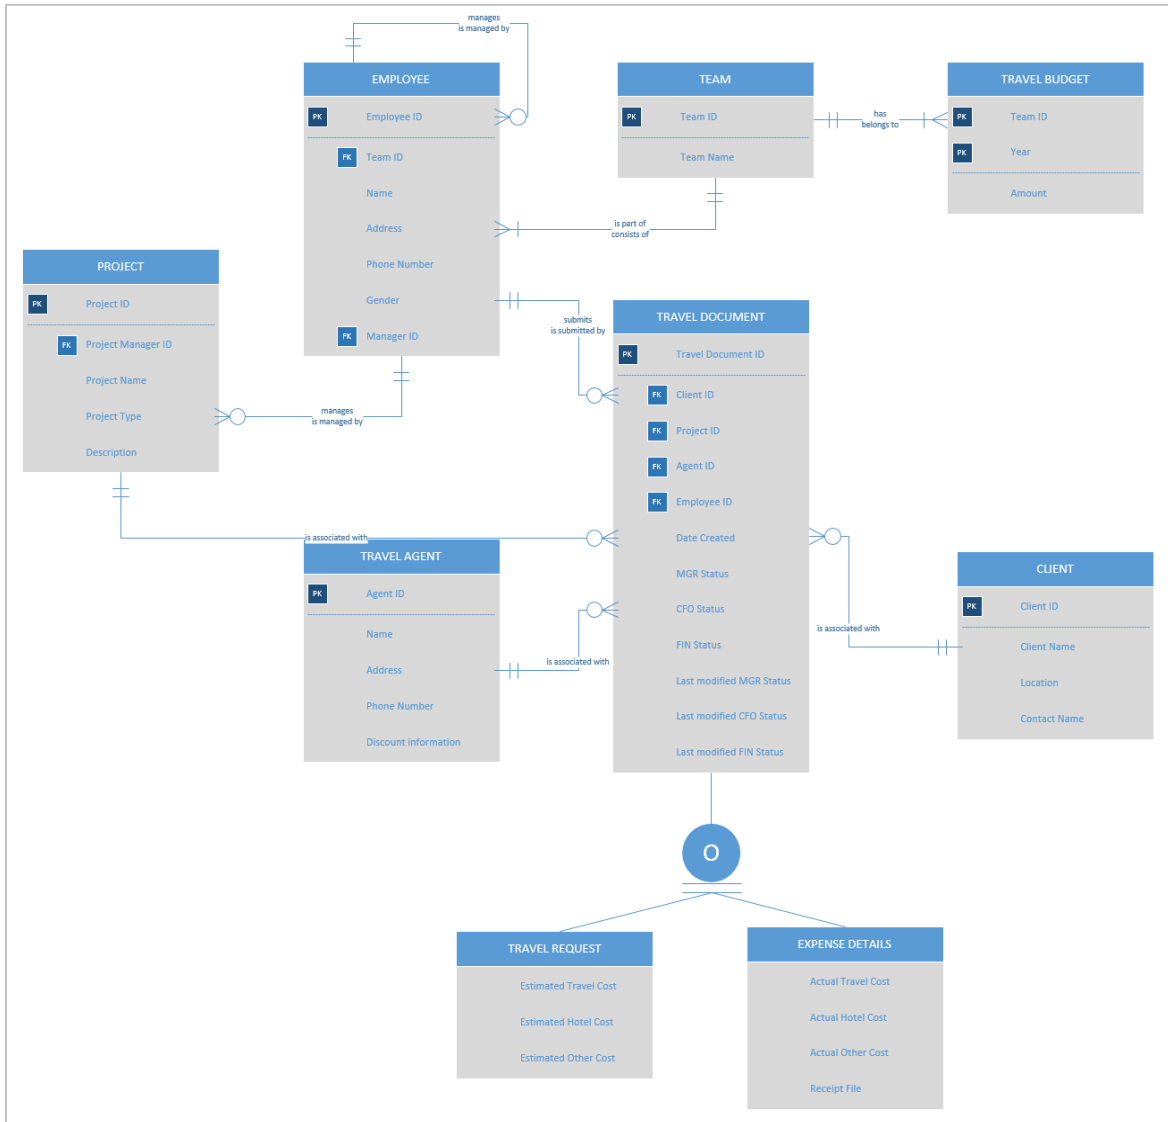 manages
is managed by
EMPLOYEE
PK Employee ID
FK Team ID
Name
Address
Phone Number
Gender
FK Manager ID
TEAM
PK Team ID
Team Name
has
belongs to
TRAVEL BUDGET
PK Team ID
PK Year
Amount
is part of
consists of
PROJECT
PK Project ID
FK Project Manager ID
Project Name
Project Type
Description
manages
is managed by
submits
is submitted by
TRAVEL DOCUMENT
PK Travel Document ID
FK Client ID
FK Project ID
FK Agent ID
FK Employee ID
Date Created
MGR Status
CFO Status
FIN Status
Last modified MGR Status
Last modified CFO Status
Last modified FIN Status
is associated with
TRAVEL AGENT
PK Agent ID
Name
Address
Phone Number
Discount information
is associated with
is associated with
CLIENT
PK Client ID
Client Name
Location
Contact Name
O
TRAVEL REQUEST
Estimated Travel Cost
Estimated Hotel Cost
Estimated Other Cost
EXPENSE DETAILS
Actual Travel Cost
Actual Hotel Cost
Actual Other Cost
Receipt File